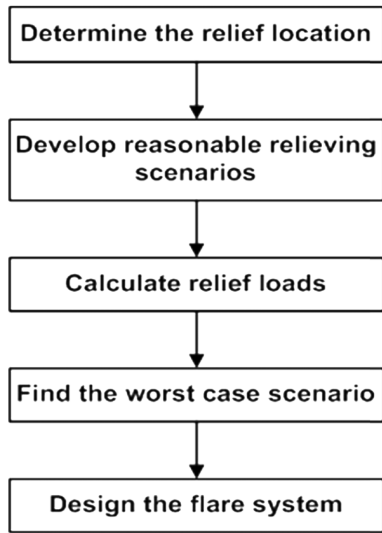 Determine the relief location
Develop reasonable relieving
scenarios
Calculate relief loads
Find the worst case scenario
Design the flare system